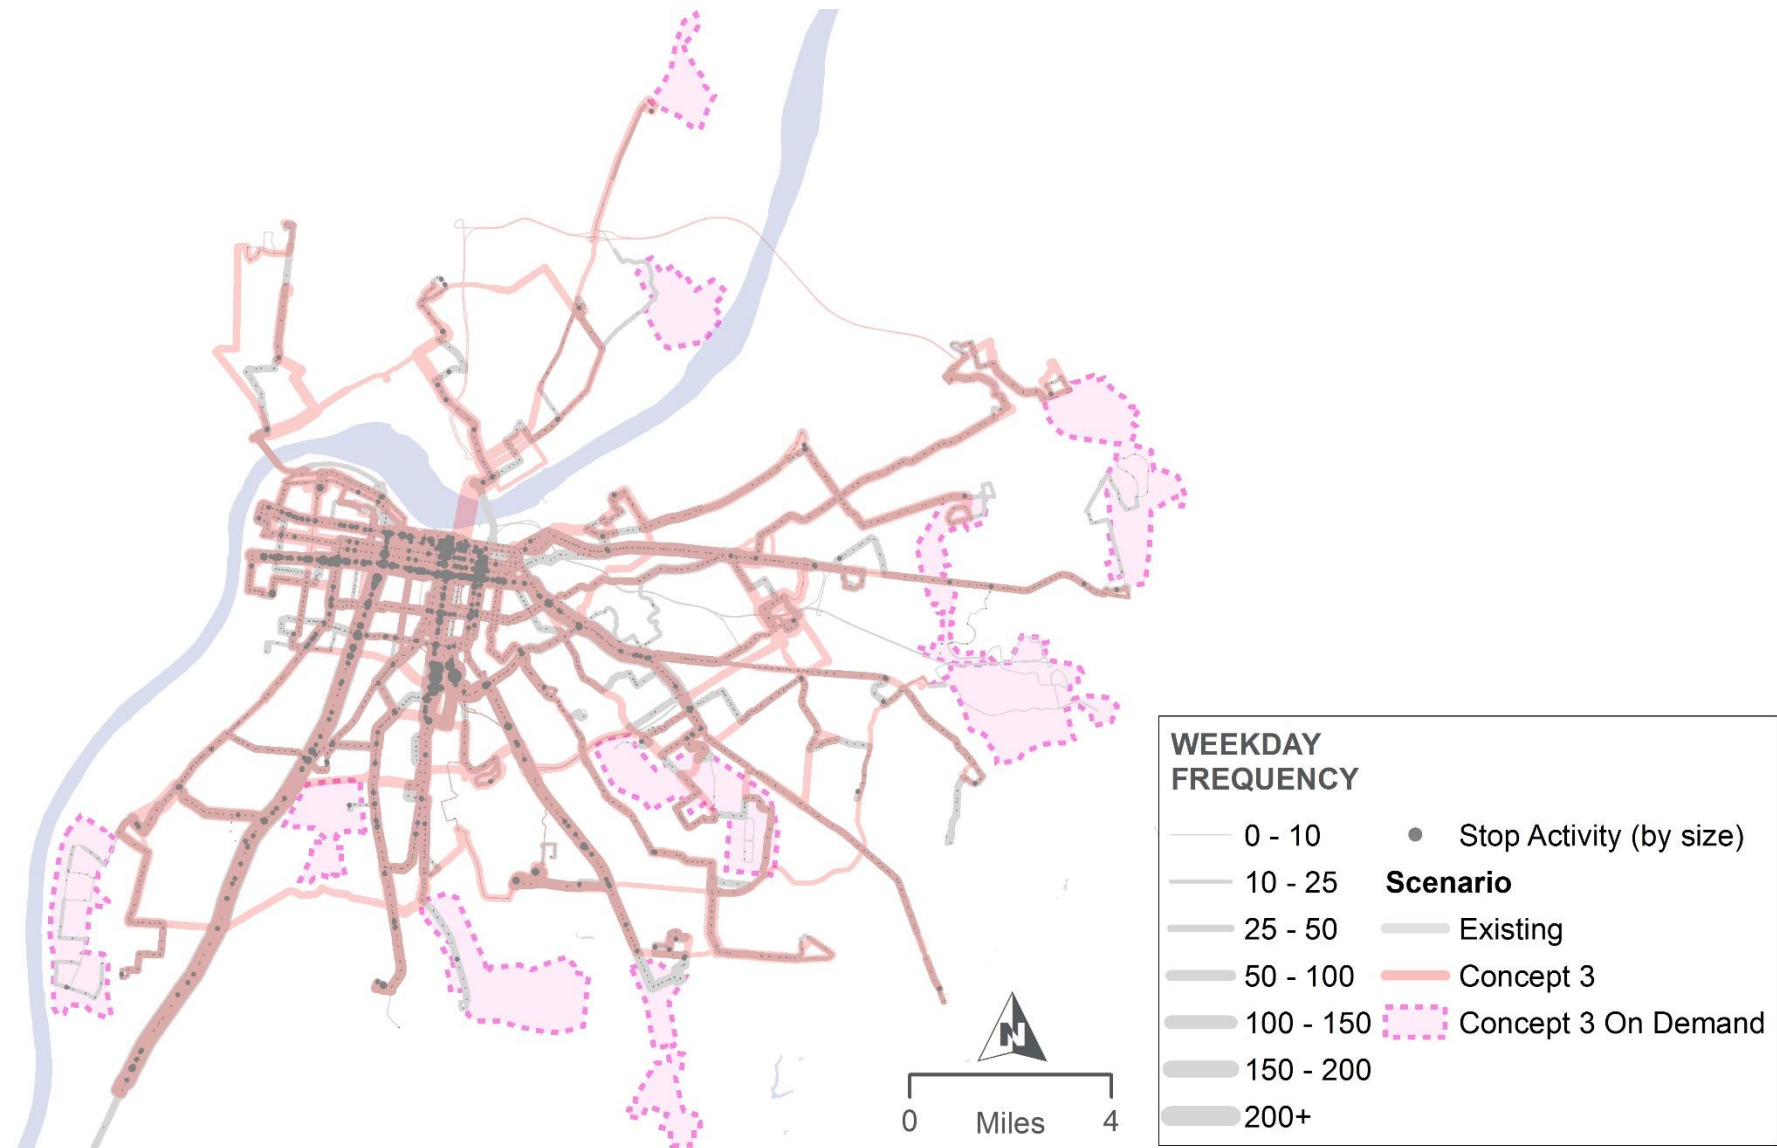 WEEKDAY
FREQUENCY
0 - 10
Stop Activity (by size)
10 - 25
Scenario
25 - 50
Existing
50 - 100
Concept 3
100 - 150
Concept 3 On Demand
150 - 200
200+
N
0
4
Miles